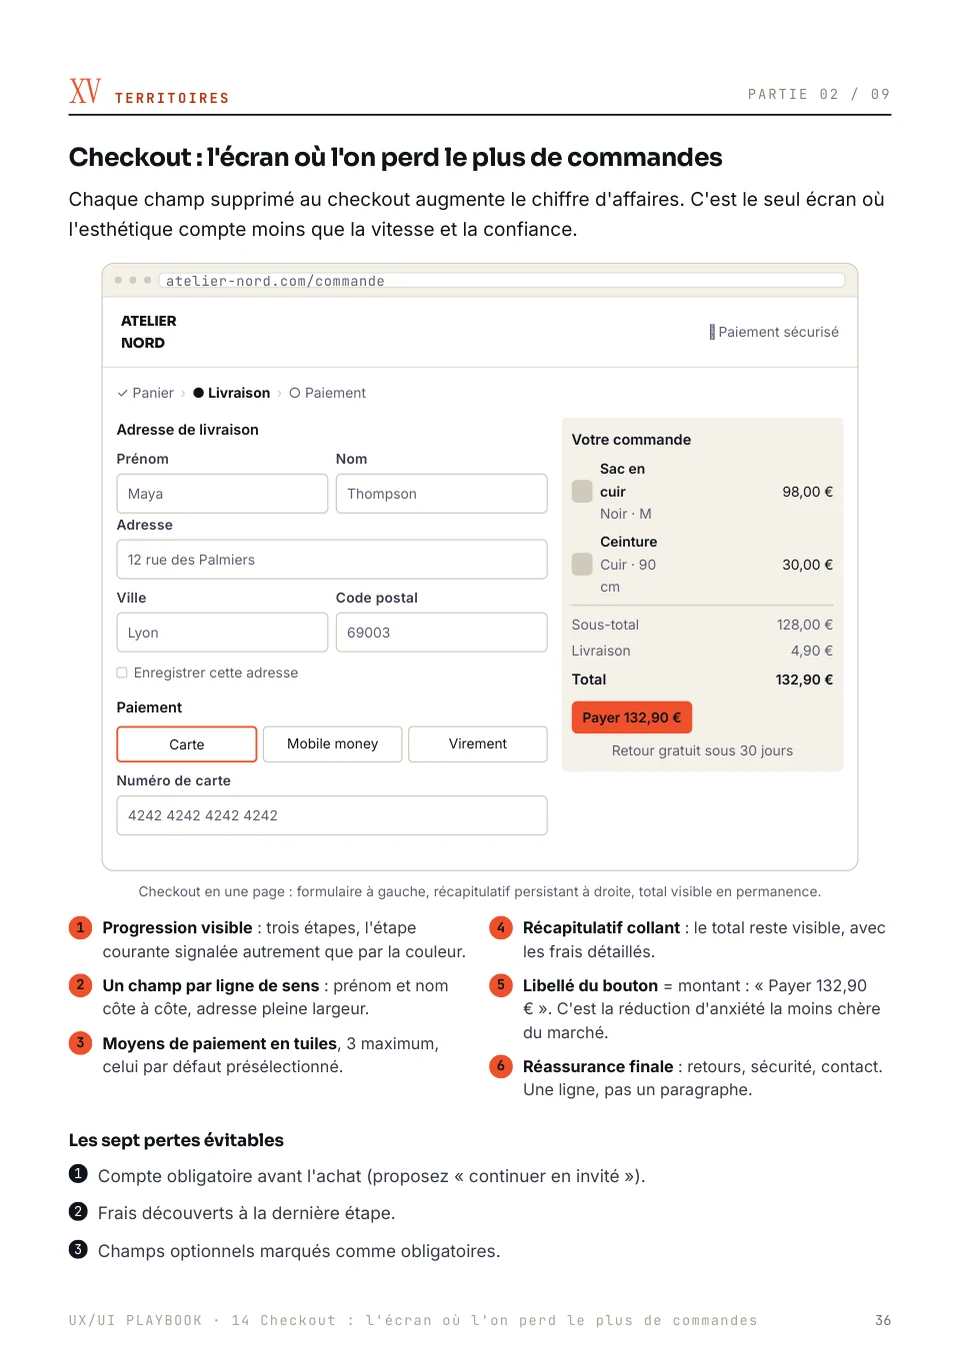 XV TERRITOIRES
PARTIE 02 / 09
Checkout : l'écran où l'on perd le plus de commandes
Chaque champ supprimé au checkout augmente le chiffre d'affaires. C'est le seul écran où
l'esthétique compte moins que la vitesse et la confiance.
atelier-nord.com/commande
ATELIER
NORD
Paiement sécurisé
✓ Panier › ● Livraison › ○ Paiement
Adresse de livraison
Prénom
Nom
Maya
Thompson
Adresse
12 rue des Palmiers
Ville
Code postal
Lyon
69003
Enregistrer cette adresse
Paiement
Carte
Mobile money
Virement
Numéro de carte
4242 4242 4242 4242
Votre commande
Sac en
cuir
98,00 €
Noir · M
Ceinture
Cuir · 90
30,00 €
cm
Sous-total 128,00 €
Livraison 4,90 €
Total 132,90 €
Payer 132,90 €
Retour gratuit sous 30 jours
Checkout en une page : formulaire à gauche, récapitulatif persistant à droite, total visible en permanence.
1 Progression visible : trois étapes, l'étape
courante signalée autrement que par la couleur.
2 Un champ par ligne de sens : prénom et nom
côte à côte, adresse pleine largeur.
3 Moyens de paiement en tuiles, 3 maximum,
celui par défaut présélectionné.
4 Récapitulatif collant : le total reste visible, avec
les frais détaillés.
5 Libellé du bouton = montant : « Payer 132,90
€ ». C'est la réduction d'anxiété la moins chère
du marché.
6 Réassurance finale : retours, sécurité, contact.
Une ligne, pas un paragraphe.
Les sept pertes évitables
1 Compte obligatoire avant l'achat (proposez « continuer en invité »).
2 Frais découverts à la dernière étape.
3 Champs optionnels marqués comme obligatoires.
UX/UI PLAYBOOK · 14 Checkout : l'écran où l'on perd le plus de commandes
36